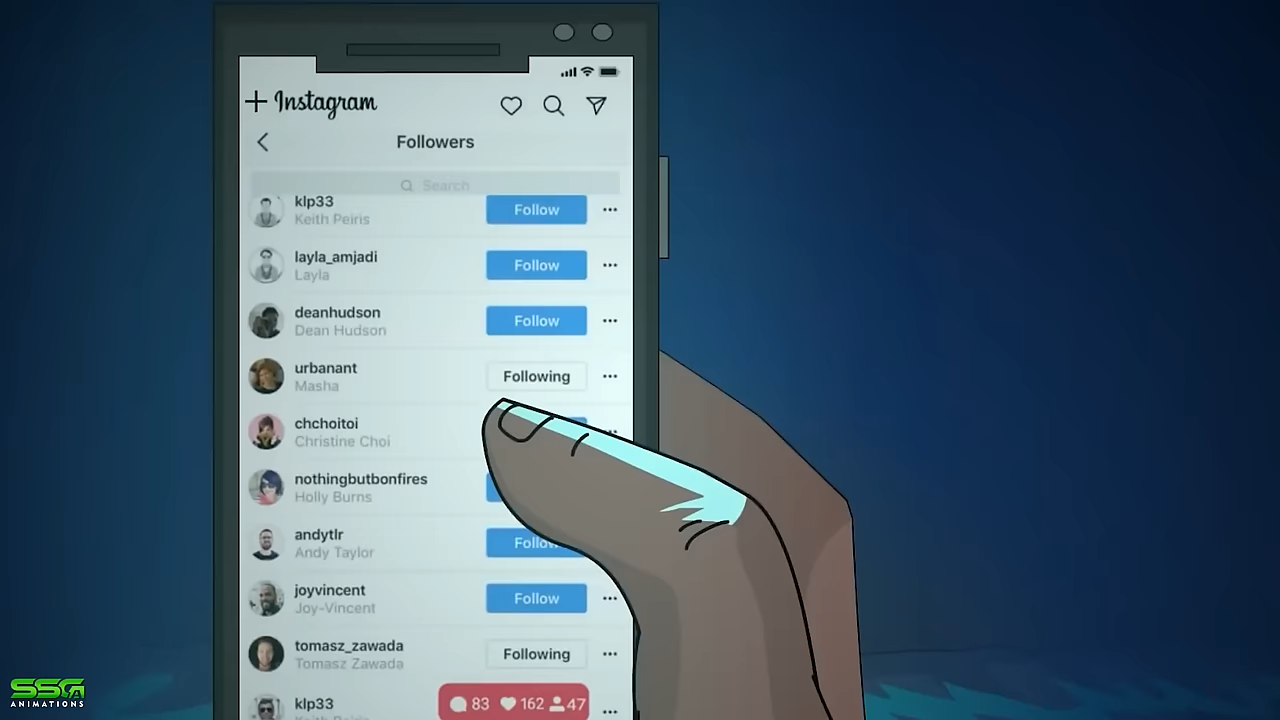 Instagram
Followers
Search
klp33
Keith Peiris
Follow
layla_amjadi
Layla
Follow
deanhudson
Dean Hudson
Follow
urbanant
Masha
Following
chchoitoi
Christine Choi
nothingbutbonfires
Holly Burns
andytlr
Andy Taylor
Follow
joyvincent
Joy-Vincent
Follow
tomasz_zawada
Tomasz Zawada
Following
klp33
83 162 47
SSGA
ANIMATIONS